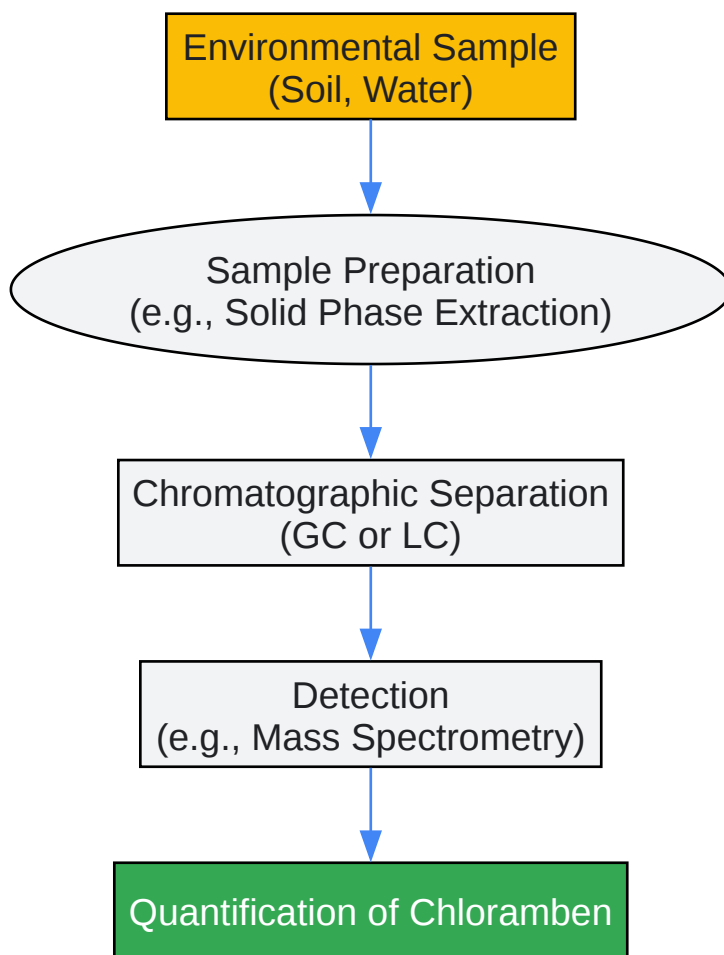 Environmental Sample
(Soil, Water)
Sample Preparation
(e.g., Solid Phase Extraction)
Chromatographic Separation
(GC or LC)
Detection
(e.g., Mass Spectrometry)
Quantification of Chloramben